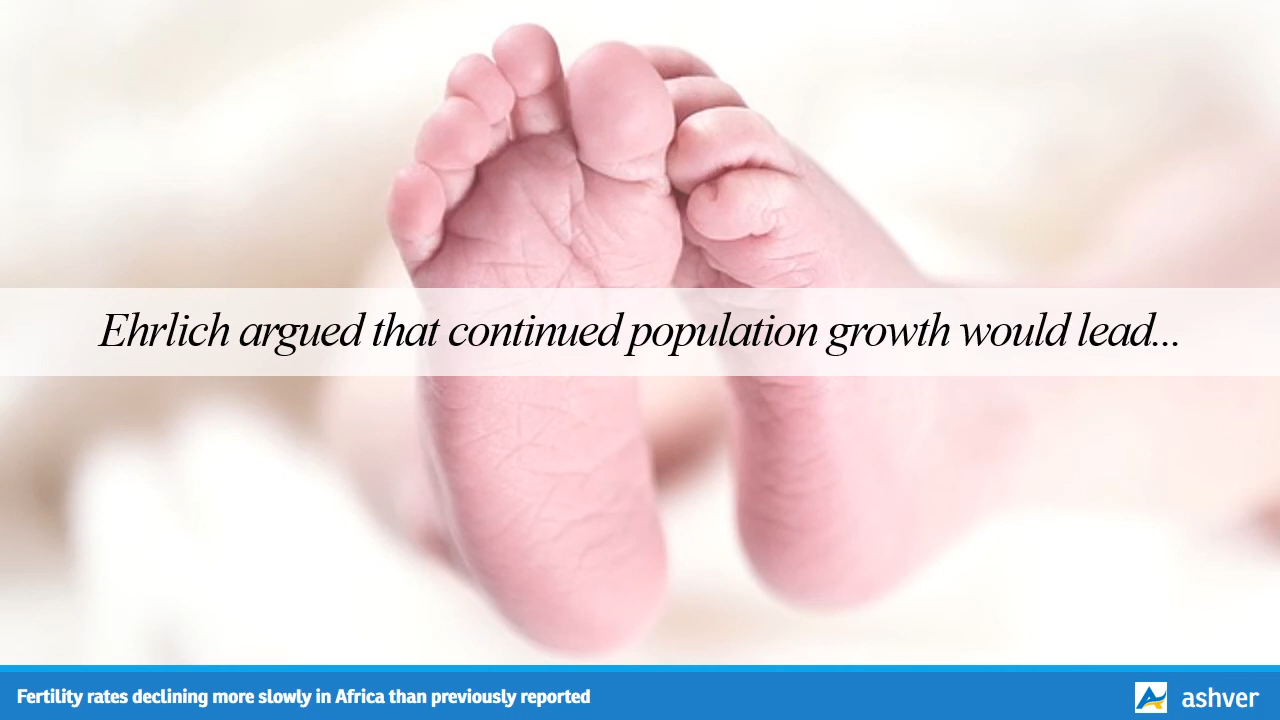 Ehrlich argued that continued population growth would lead...
Fertility rates declining more slowly in Africa than previously reported
ashver